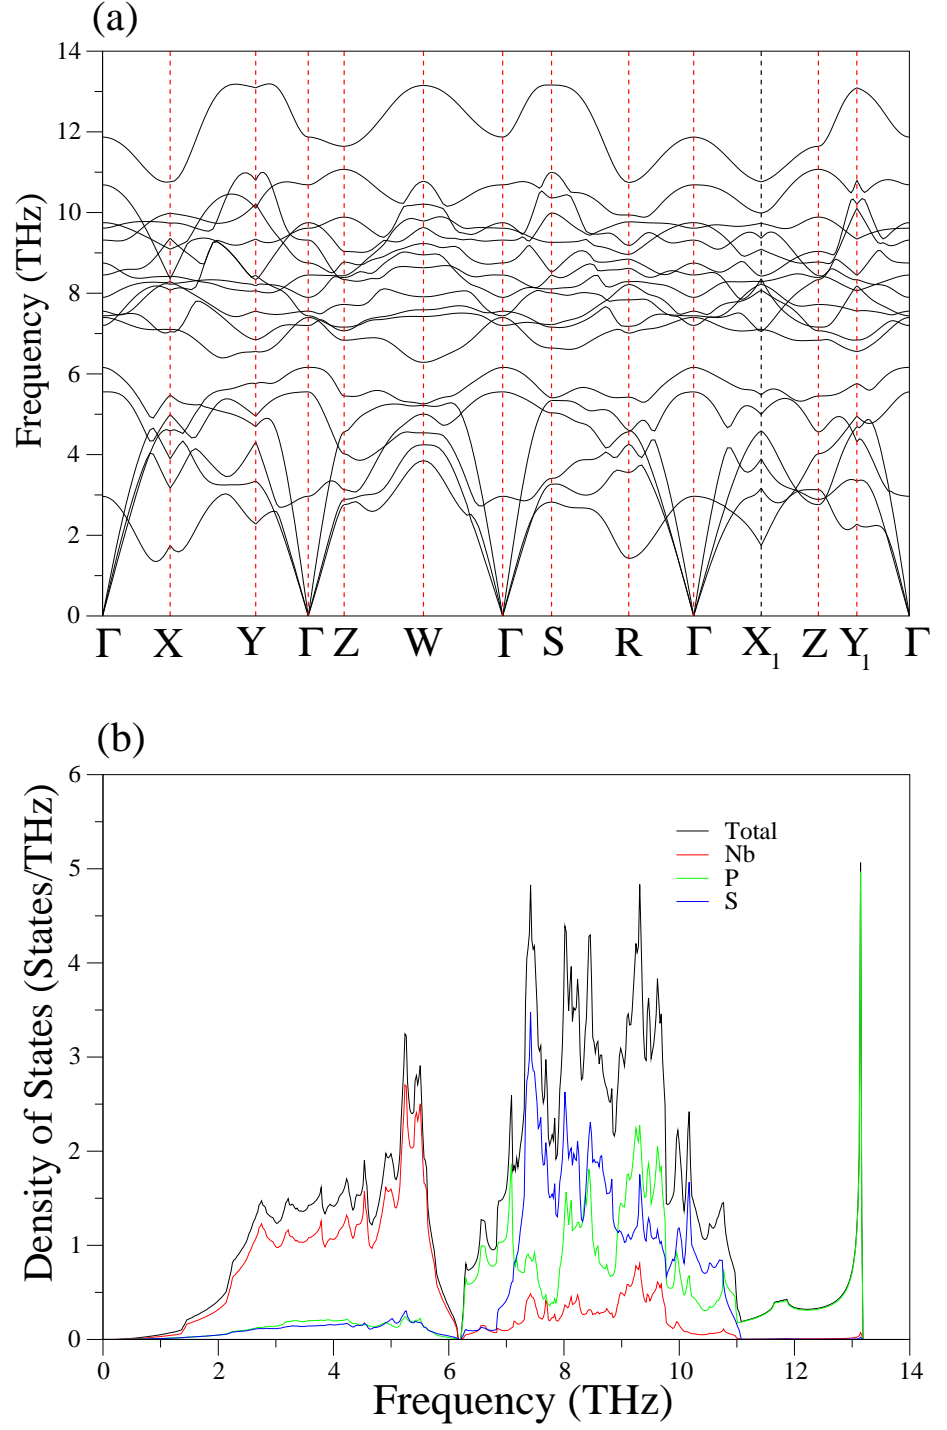 (a)
14
12
10
8
6
4
2
0
Frequency (THz)
Γ X Y Γ Z W Γ S R Γ X1 Z Y1 Γ
(b)
6
5
4
3
2
1
0
Density of States (States/THz)
Total
Nb
P
S
0 2 4 6 8 10 12 14
Frequency (THz)